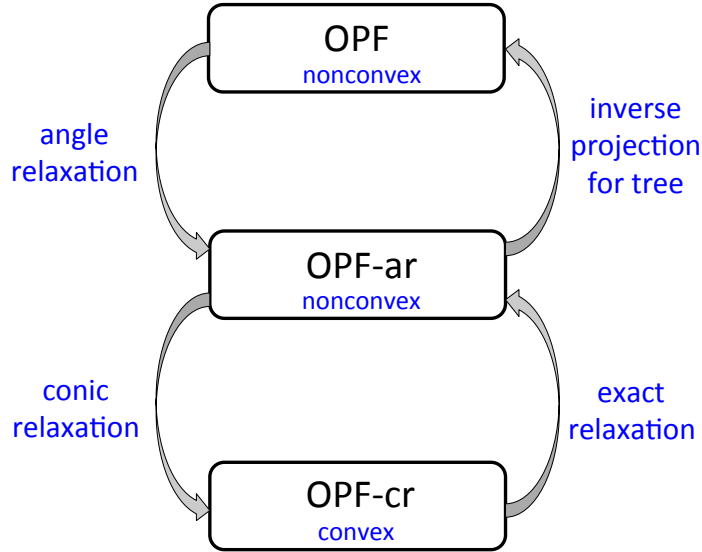 OPF
nonconvex
angle
relaxation
inverse
projection
for tree
OPF-ar
nonconvex
conic
relaxation
exact
relaxation
OPF-cr
convex